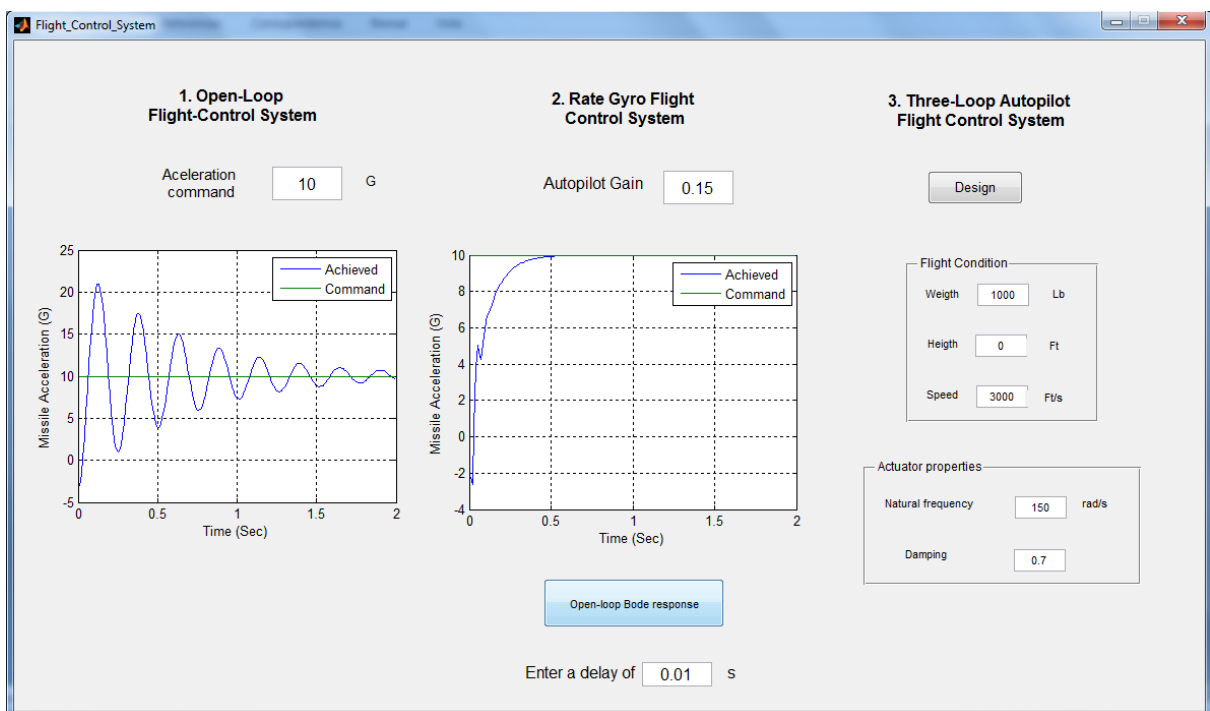 Flight_Control_System
1. Open-Loop
Flight-Control System
Aceleration
command
10
G
25
20
15
10
5
0
-5
0
0.5
1
1.5
2
Missile Acceleration (G)
Time (Sec)
Achieved
Command
2. Rate Gyro Flight
Control System
Autopilot Gain
0.15
10
8
6
4
2
0
-2
-4
0
0.5
1
1.5
2
Missile Acceleration (G)
Time (Sec)
Achieved
Command
Open-loop Bode response
Enter a delay of 0.01 s
3. Three-Loop Autopilot
Flight Control System
Design
Flight Condition
Weigth 1000 Lb
Heigth 0 Ft
Speed 3000 Ft/s
Actuator properties
Natural frequency 150 rad/s
Damping 0.7